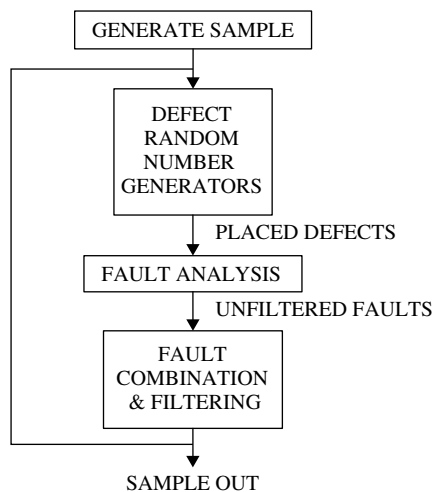 GENERATE SAMPLE
DEFECT
RANDOM
NUMBER
GENERATORS
PLACED DEFECTS
FAULT ANALYSIS
UNFILTERED FAULTS
FAULT
COMBINATION
& FILTERING
SAMPLE OUT